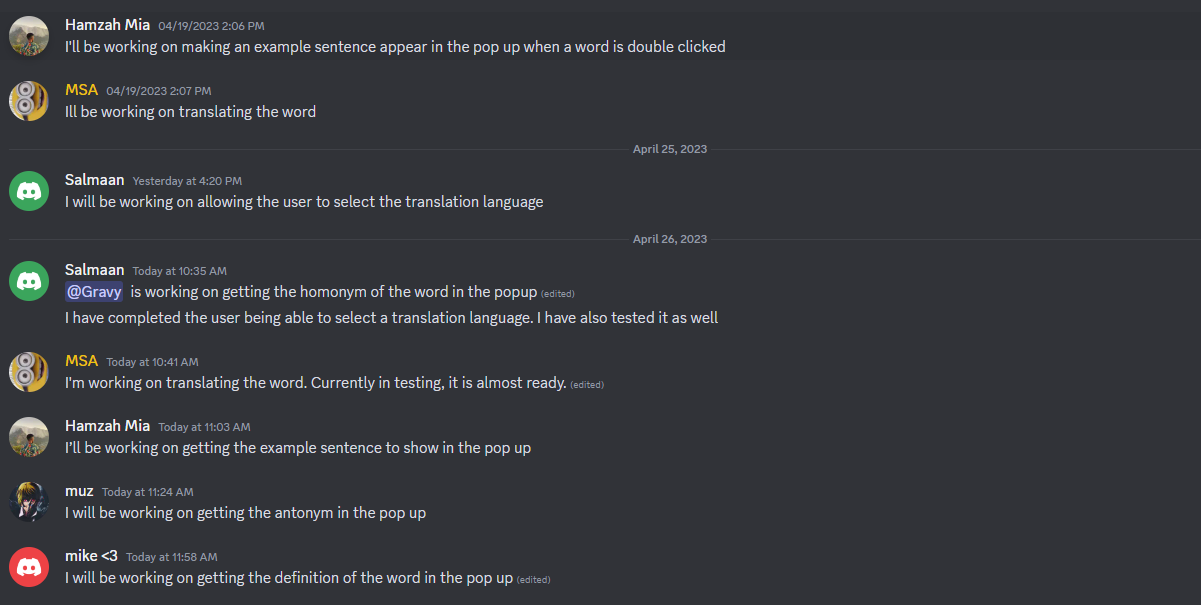 Hamzah Mia 04/19/2023 2:06 PM
I'll be working on making an example sentence appear in the pop up when a word is double clicked
MSA 04/19/2023 2:07 PM
Ill be working on translating the word
April 25, 2023
Salmaan Yesterday at 4:20 PM
I will be working on allowing the user to select the translation language
April 26, 2023
Salmaan Today at 10:35 AM
@Gravy is working on getting the homonym of the word in the popup (edited)
I have completed the user being able to select a translation language. I have also tested it as well
MSA Today at 10:41 AM
I'm working on translating the word. Currently in testing, it is almost ready. (edited)
Hamzah Mia Today at 11:03 AM
I’ll be working on getting the example sentence to show in the pop up
muz Today at 11:24 AM
I will be working on getting the antonym in the pop up
mike <3 Today at 11:58 AM
I will be working on getting the definition of the word in the pop up (edited)